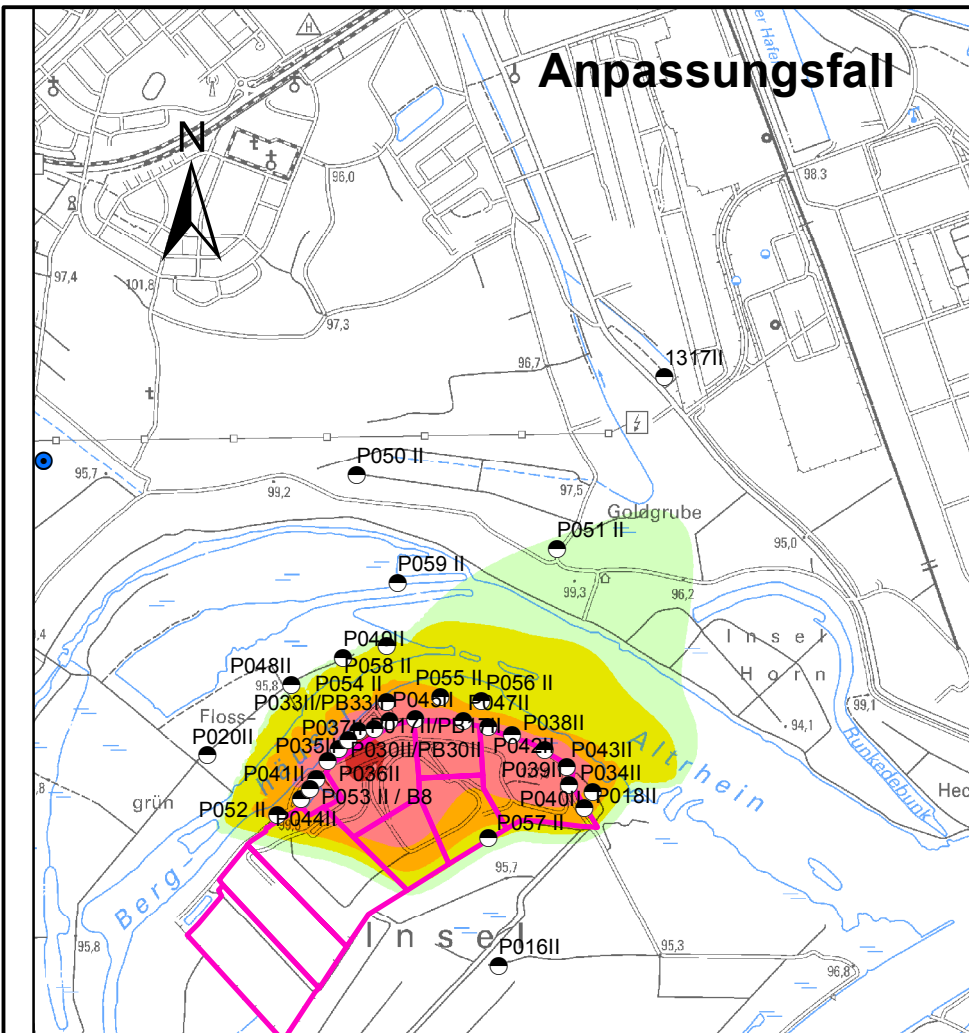 Anpassungsfall
H
er Hafen
N
96,0
98.3
97,4
101,8
97,3
96,7
1317II
P050 II
95,7
99,2
97,5
Goldgrube
P051 II
95,0
P059 II
99,3
96,2
Insel
Horn
P049II
P048II
P058 II
95,8
P054 II
P055 II
P056 II
P033II/PB33II
P045II
P047II
Floss-
P037II
P017II/PB17II
P038II
94,1
99,1
P020II
P035II
P030II/PB30II
P042II
P043II
Altrhein
Runkedebunk
P041II
P036II
P039II
P034II
Hec
grün
P053 II / B8
P040II
P018II
P052 II
P044II
P057 II
95,7
Berg-
Insel
95,8
P016II
95,3
96,8